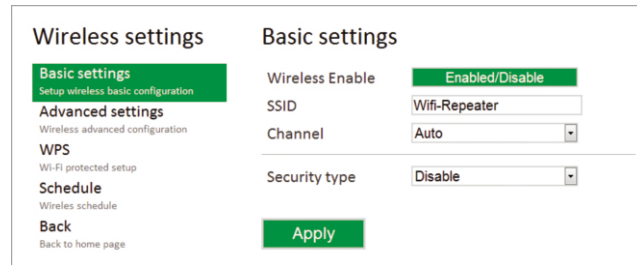 Wireless settings
Basic settings
Setup wireless basic configuration
Advanced settings
Wireless advanced configuration
WPS
Wi-Fi protected setup
Schedule
Wireles schedule
Back
Back to home page
Basic settings
Wireless Enable Enabled/Disable
SSID Wifi-Repeater
Channel Auto
Security type Disable
Apply